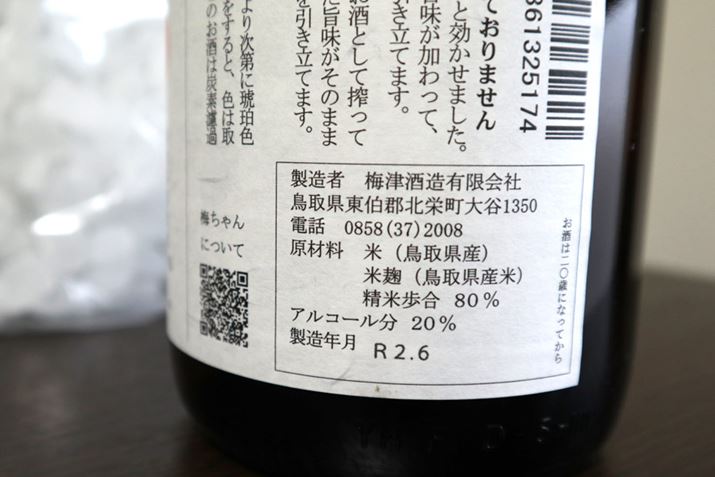 861325174
ておりません
と効かせました。
旨味が加わって、
き立てます。
お酒として搾って
た旨味がそのまま
を引き立てます。
より次第に琥珀色
をすると、色は取
のお酒は炭素濾過
梅ちゃん
について
製造者 梅津酒造有限会社
鳥取県東伯郡北栄町大谷1350
電話 0858(37)2008
原材料 米（鳥取県産）
米麹（鳥取県産米）
精米歩合 80％
アルコール分 20％
製造年月 R2.6
お酒は二〇歳になってから